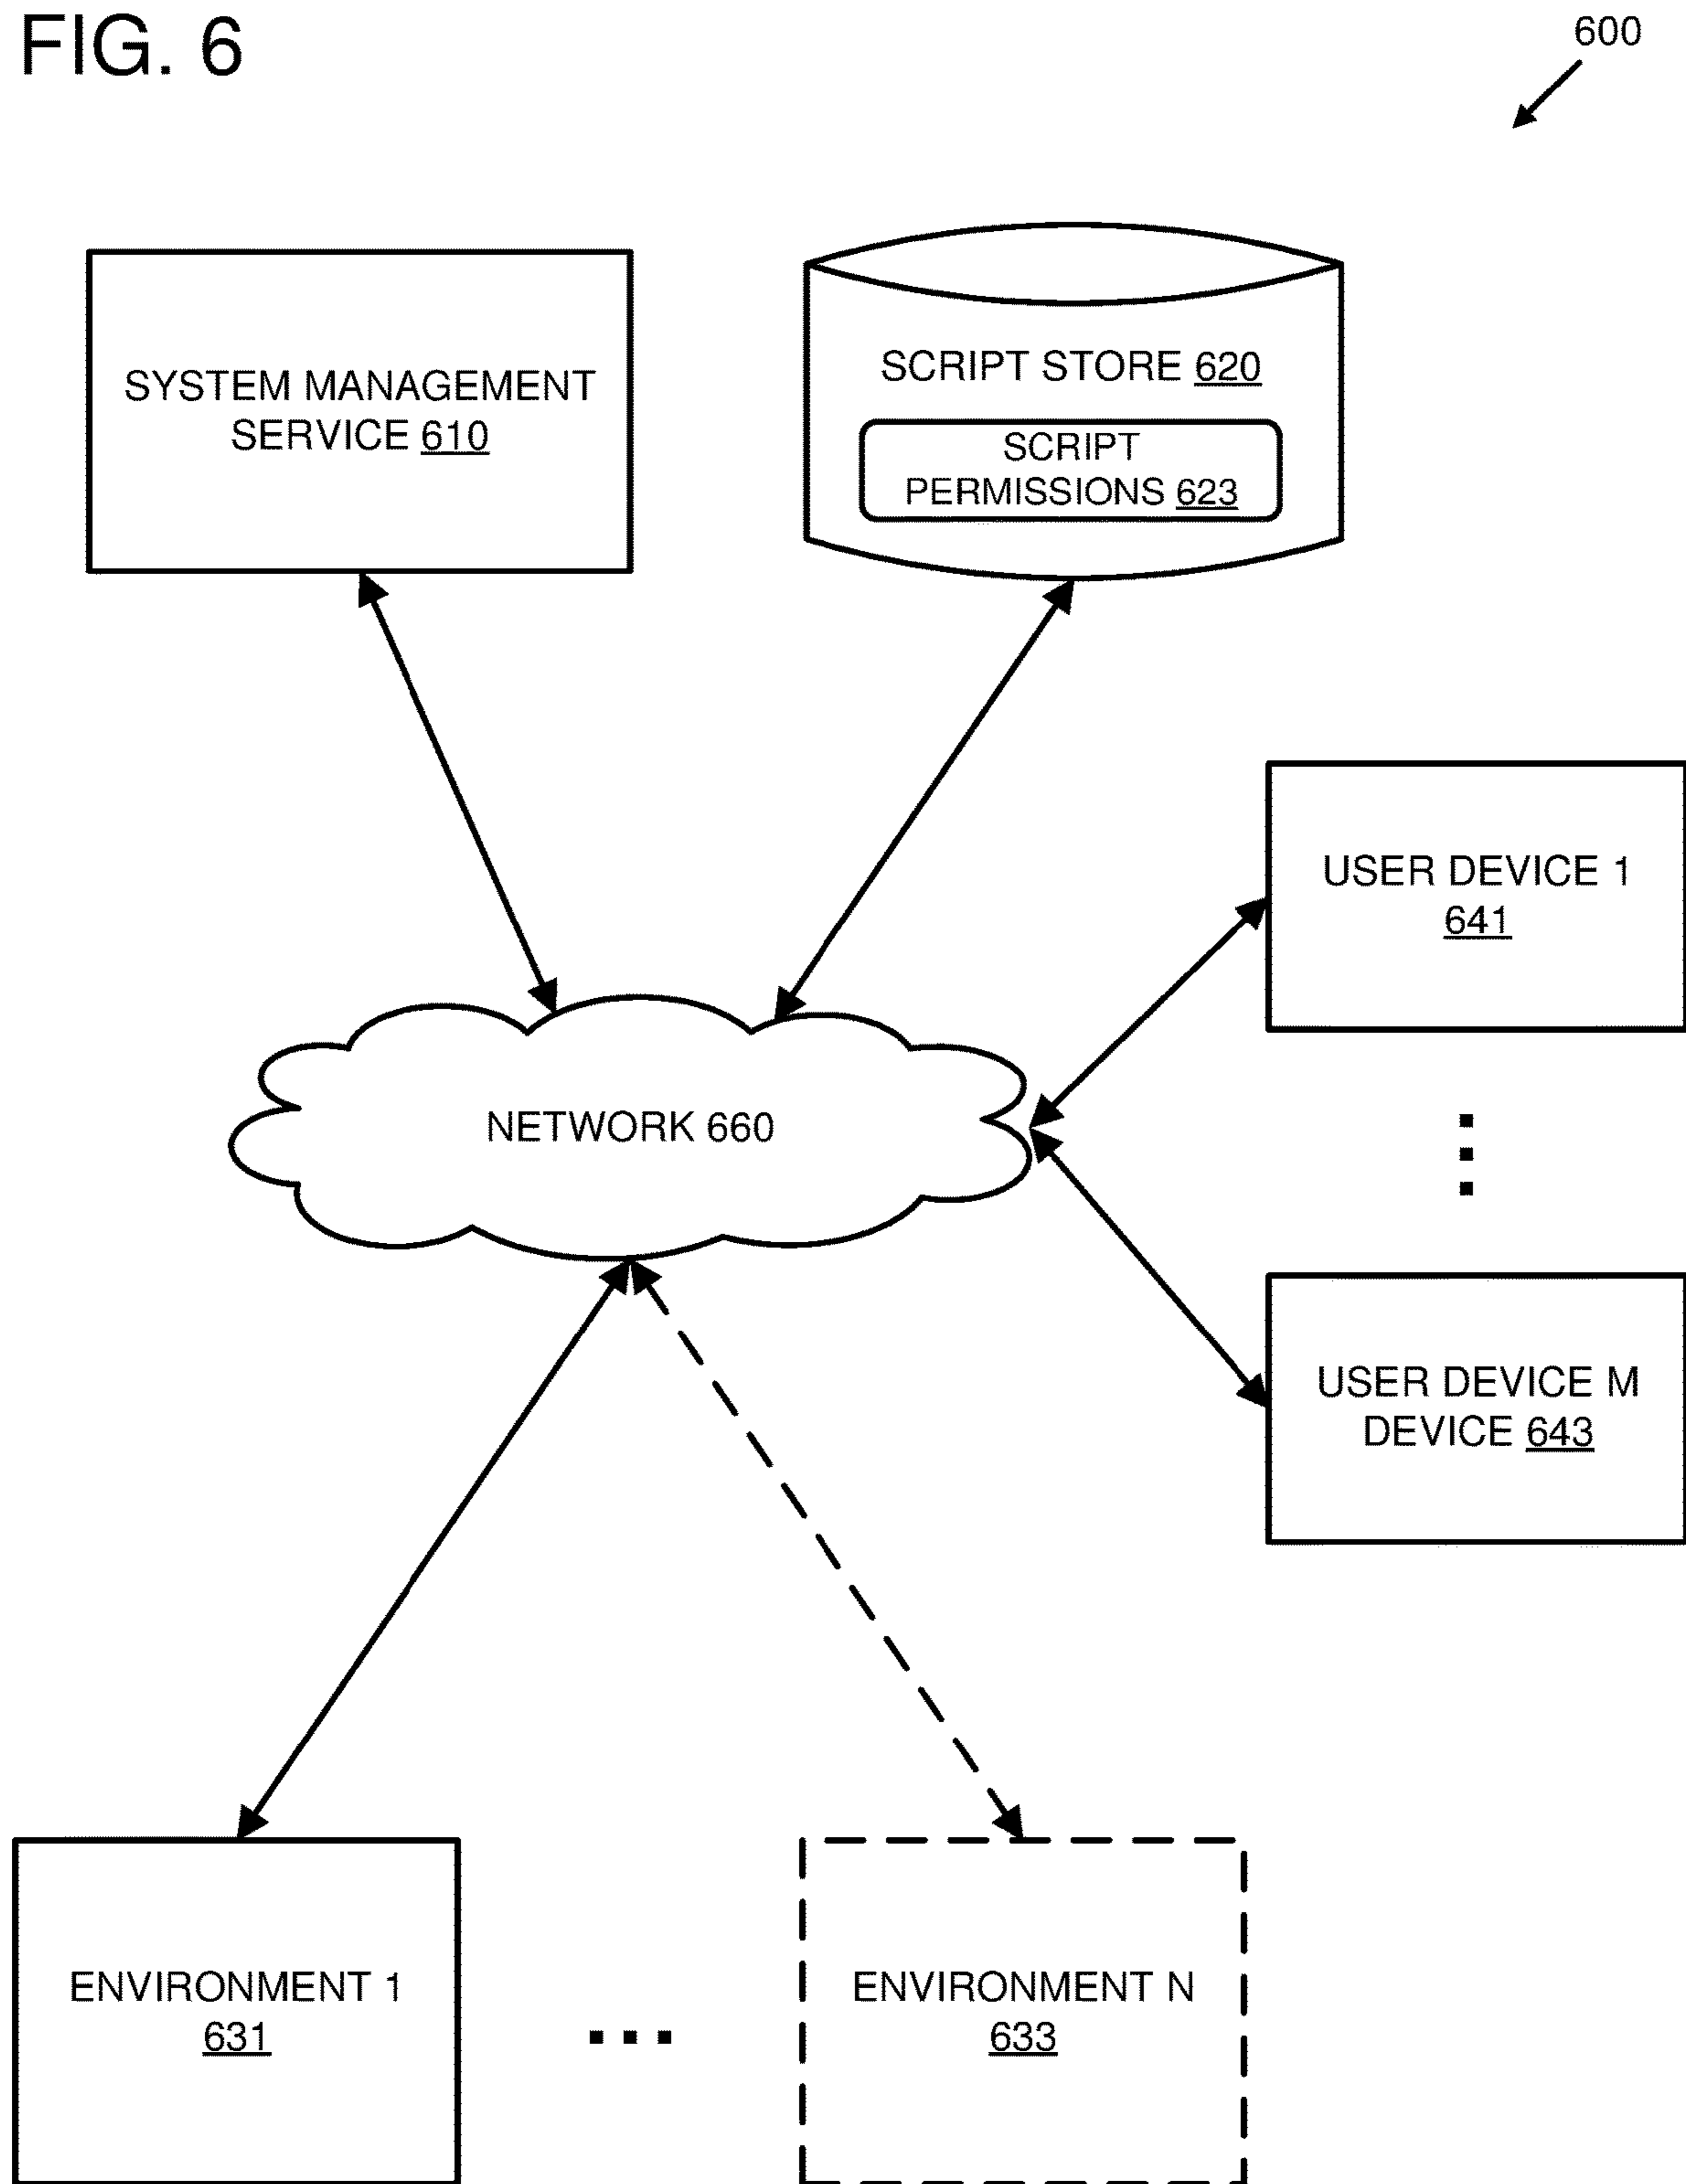 FIG. 6
600
SYSTEM MANAGEMENT
SERVICE 610
SCRIPT STORE 620
SCRIPT
PERMISSIONS 623
USER DEVICE 1
641
NETWORK 660
USER DEVICE M
DEVICE 643
ENVIRONMENT 1
631
ENVIRONMENT N
633